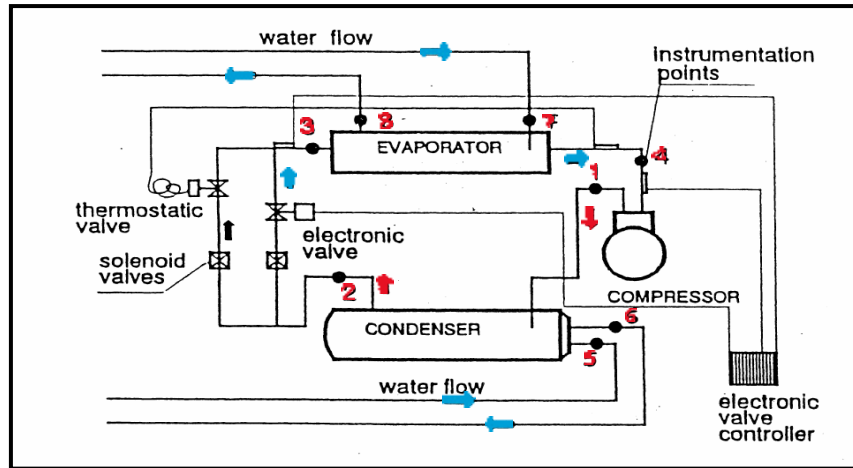 water flow
instrumentation
points
3
8
7
EVAPORATOR
4
1
thermostatic
valve
electronic
valve
solenoid
valves
2
COMPRESSOR
6
CONDENSER
5
water flow
electronic
valve
controller